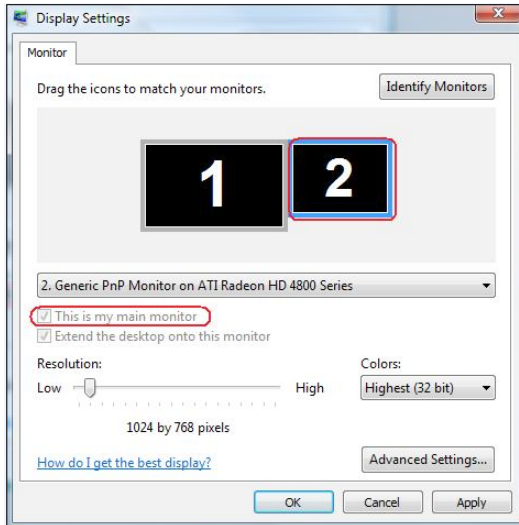 Display Settings
Monitor
Drag the icons to match your monitors.
Identify Monitors
1
2
2. Generic PnP Monitor on ATI Radeon HD 4800 Series
This is my main monitor
Extend the desktop onto this monitor
Resolution:
Colors:
Low
High
Highest (32 bit)
1024 by 768 pixels
How do I get the best display?
Advanced Settings...
OK
Cancel
Apply